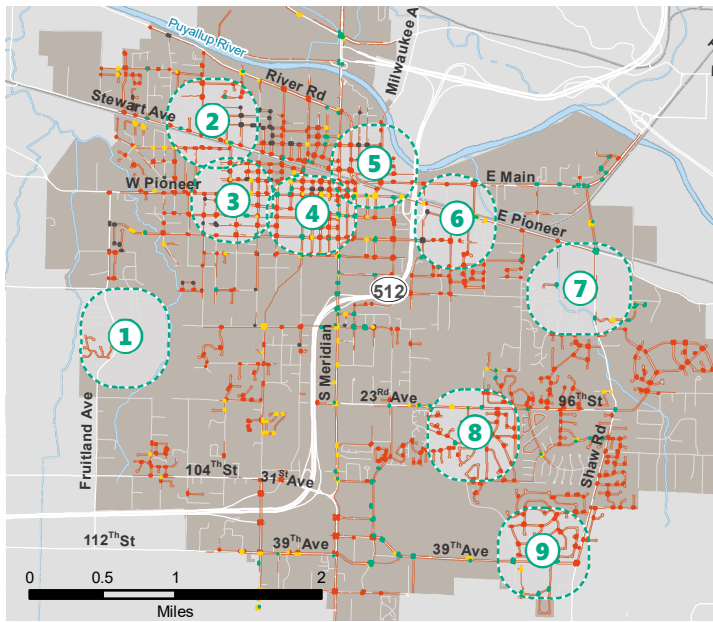 Puyallup River
River Rd
Milwaukee A
Stewart Ave
2
5
W Pioneer
E Main
3
4
6
E Pioneer
7
512
1
S Meridian
23Rd Ave
96Th St
8
Fruitland Ave
Shaw Rd
104Th St
31St Ave
112Th St
39Th Ave
39Th Ave
9
0 0.5 1 2
Miles